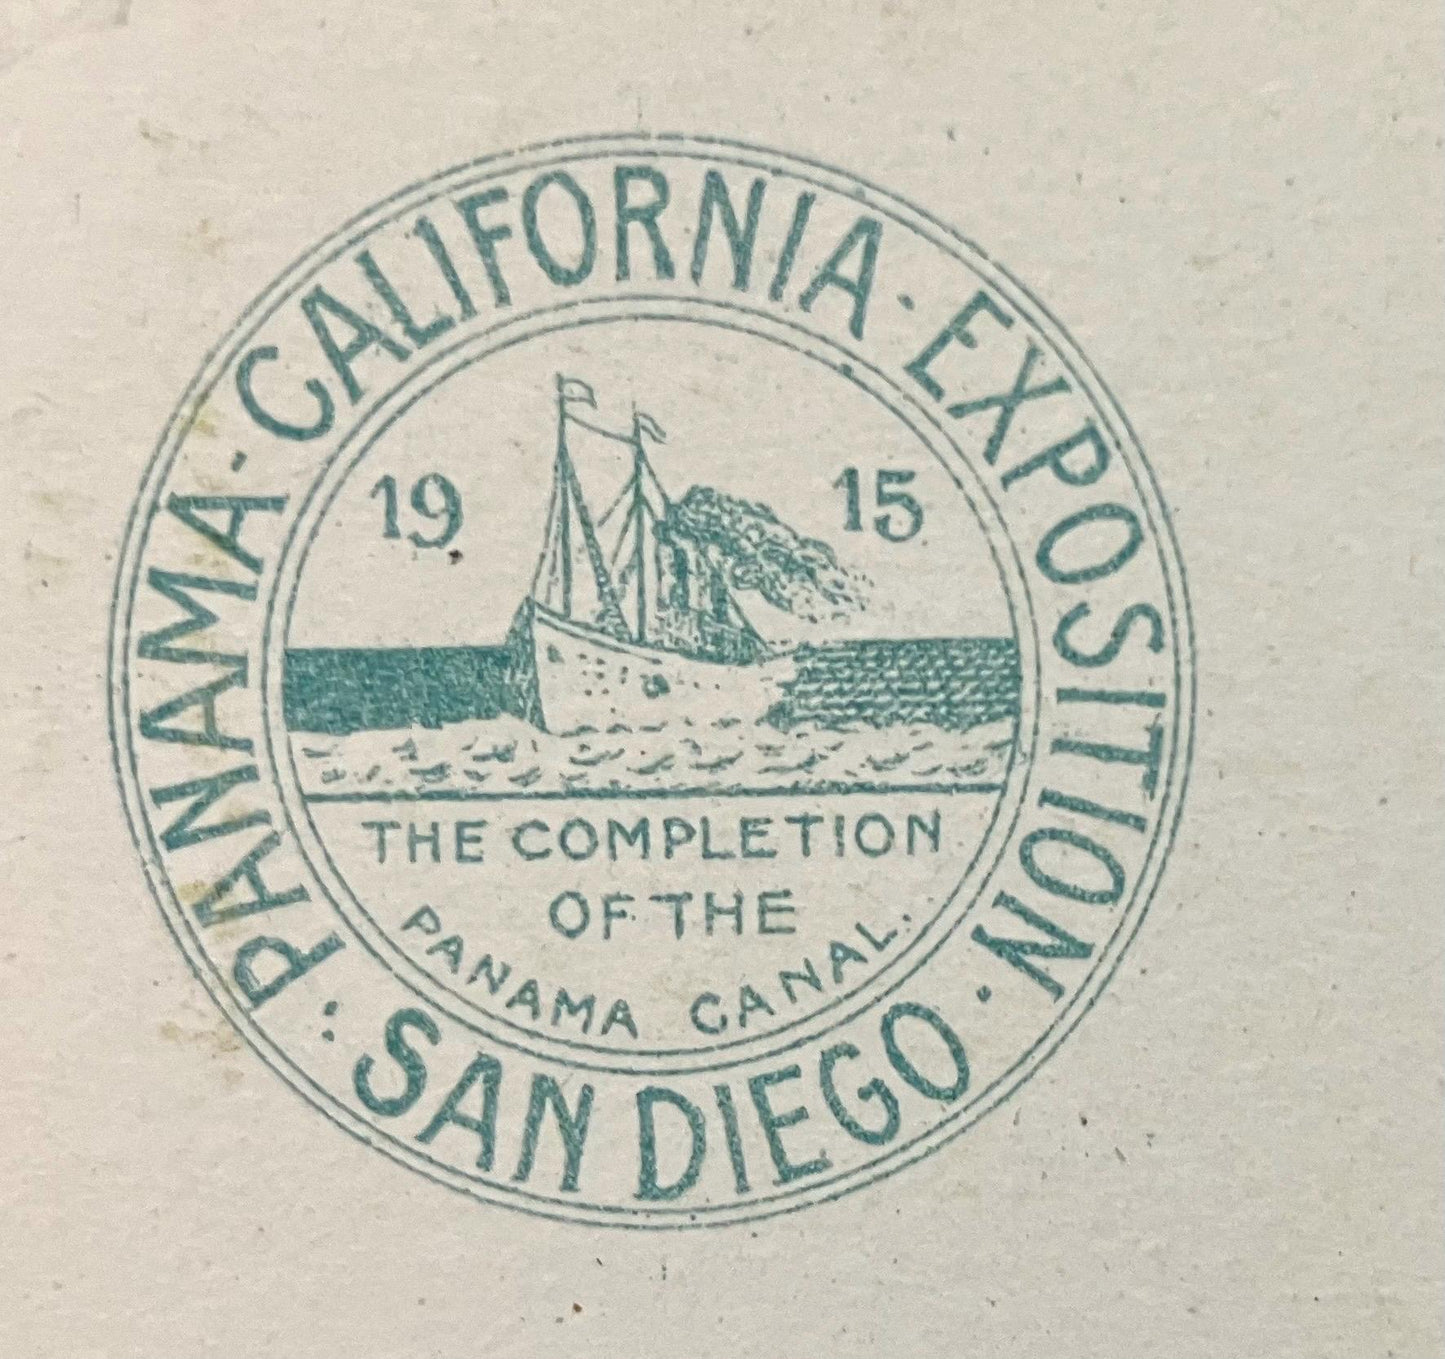 PANAMA · CALIFORNIA · EXPOSITION ·
SAN DIEGO :
19 15
THE COMPLETION
OF THE
PANAMA CANAL.